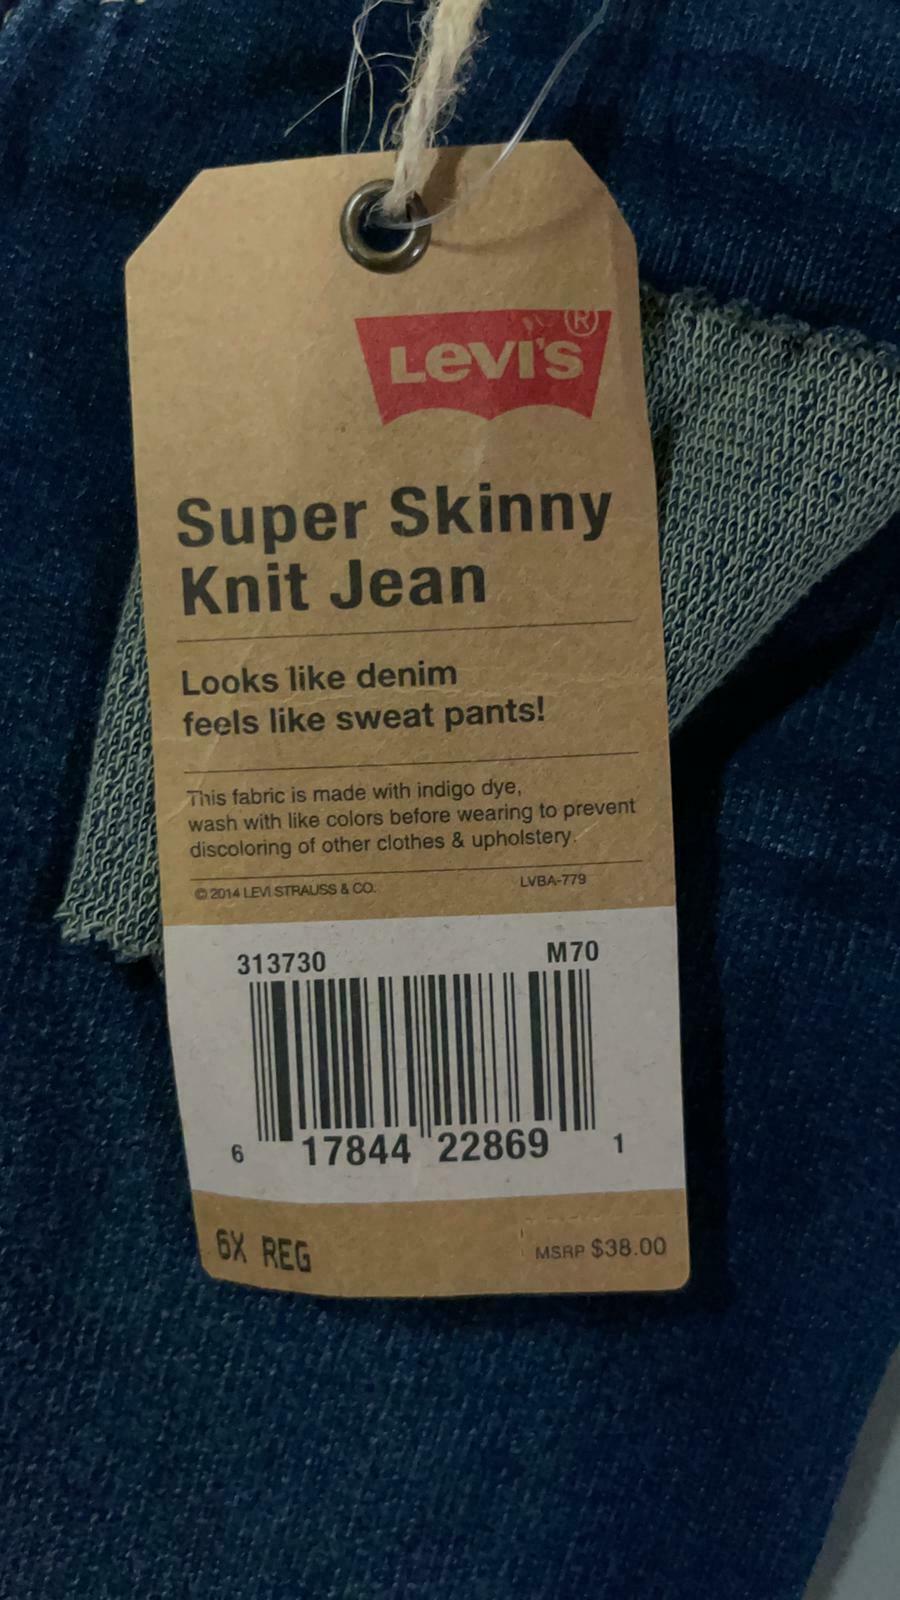 Levi's ®
Super Skinny
Knit Jean
Looks like denim
feels like sweat pants!
This fabric is made with indigo dye,
wash with like colors before wearing to prevent
discoloring of other clothes & upholstery.
© 2014 LEVI STRAUSS & CO. LVBA-779
313730 M70
6 17844 22869 1
6X REG MSRP $38.00